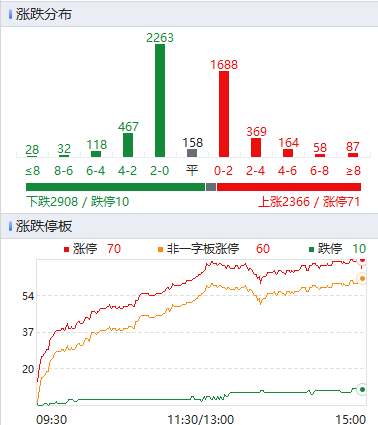 涨跌分布
28 32 118 467 2263 158 1688 369 164 58 87
≤8 8-6 6-4 4-2 2-0 平 0-2 2-4 4-6 6-8 ≥8
下跌2908 / 跌停10 上涨2366 / 涨停71
涨跌停板
涨停 70 非一字板涨停 60 跌停 10
54
37
20
09:30 11:30/13:00 15:00